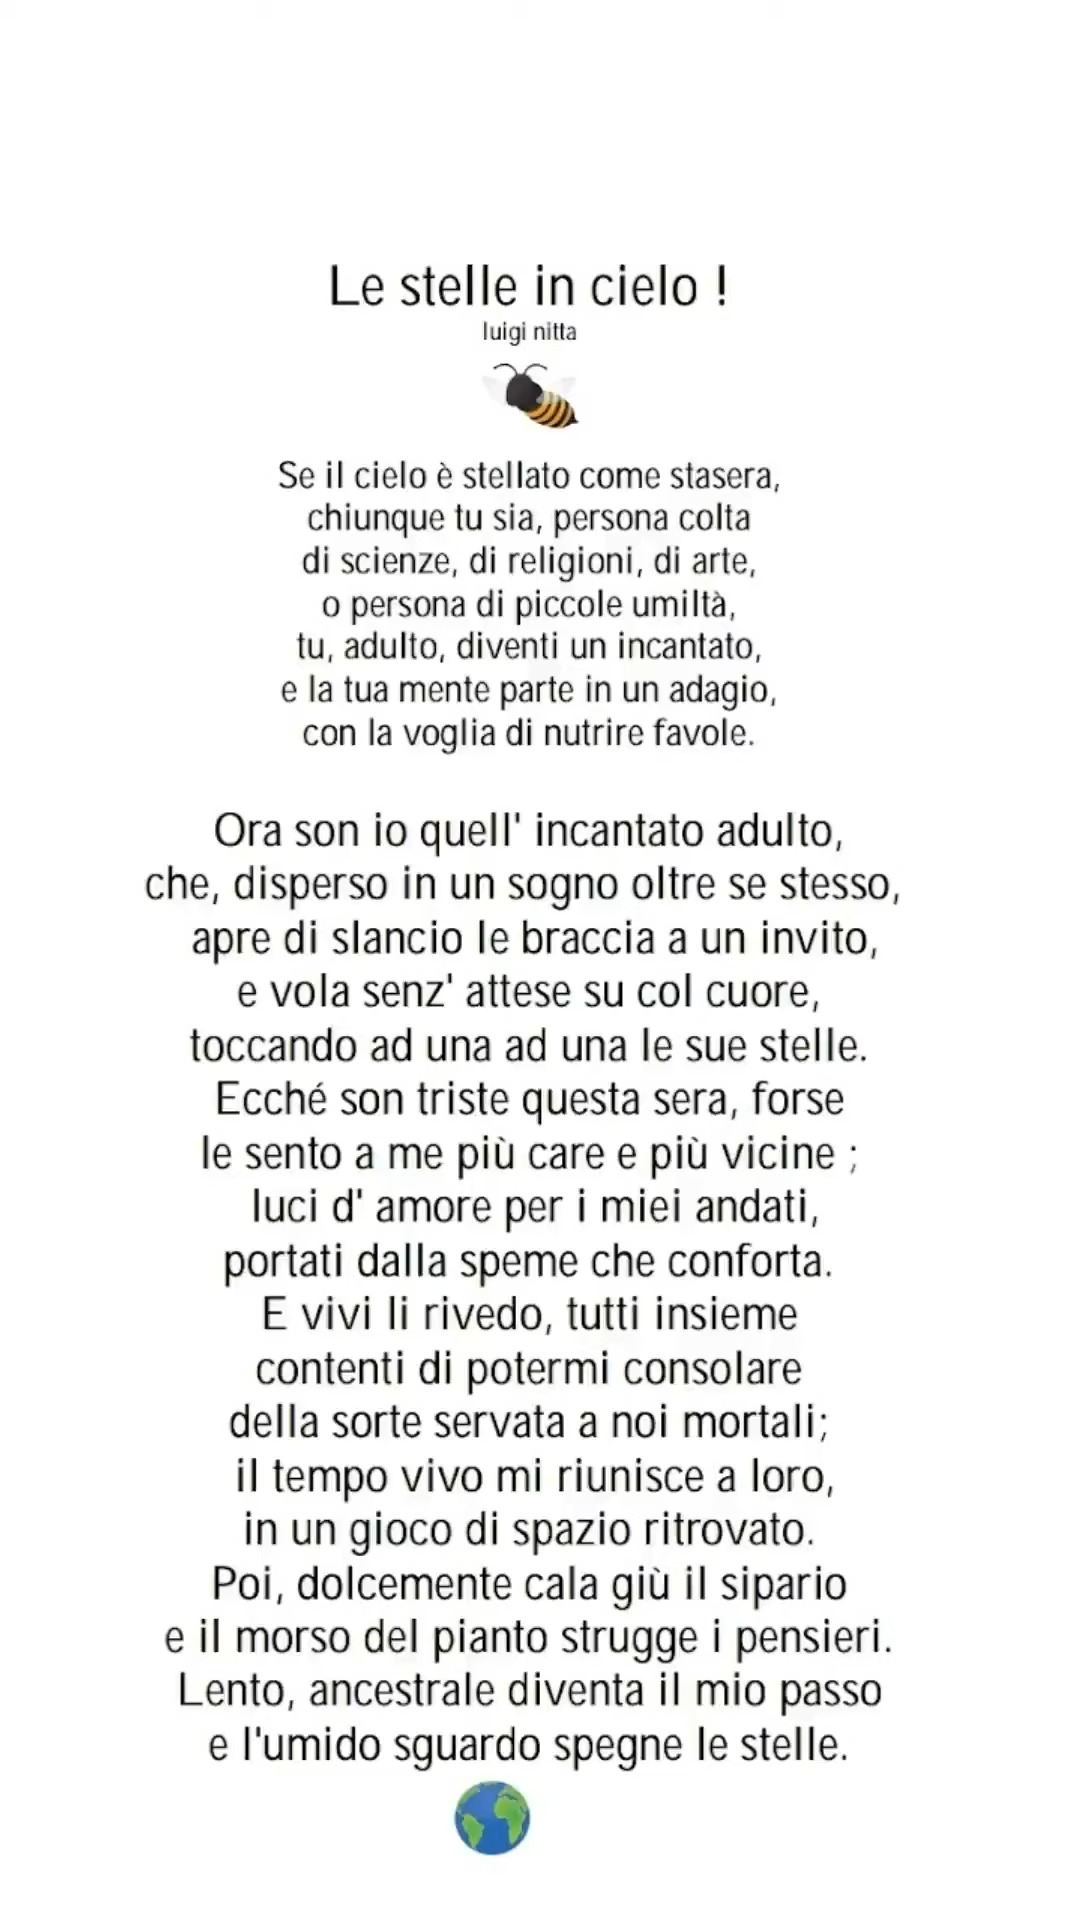 Le stelle in cielo !
luigi nitta
Se il cielo è stellato come stasera,
chiunque tu sia, persona colta
di scienze, di religioni, di arte,
o persona di piccole umiltà,
tu, adulto, diventi un incantato,
e la tua mente parte in un adagio,
con la voglia di nutrire favole.
Ora son io quell' incantato adulto,
che, disperso in un sogno oltre se stesso,
apre di slancio le braccia a un invito,
e vola senz' attese su col cuore,
toccando ad una ad una le sue stelle.
Ecché son triste questa sera, forse
le sento a me più care e più vicine ;
luci d' amore per i miei andati,
portati dalla speme che conforta.
E vivi li rivedo, tutti insieme
contenti di potermi consolare
della sorte servata a noi mortali;
il tempo vivo mi riunisce a loro,
in un gioco di spazio ritrovato.
Poi, dolcemente cala giù il sipario
e il morso del pianto strugge i pensieri.
Lento, ancestrale diventa il mio passo
e l'umido sguardo spegne le stelle.